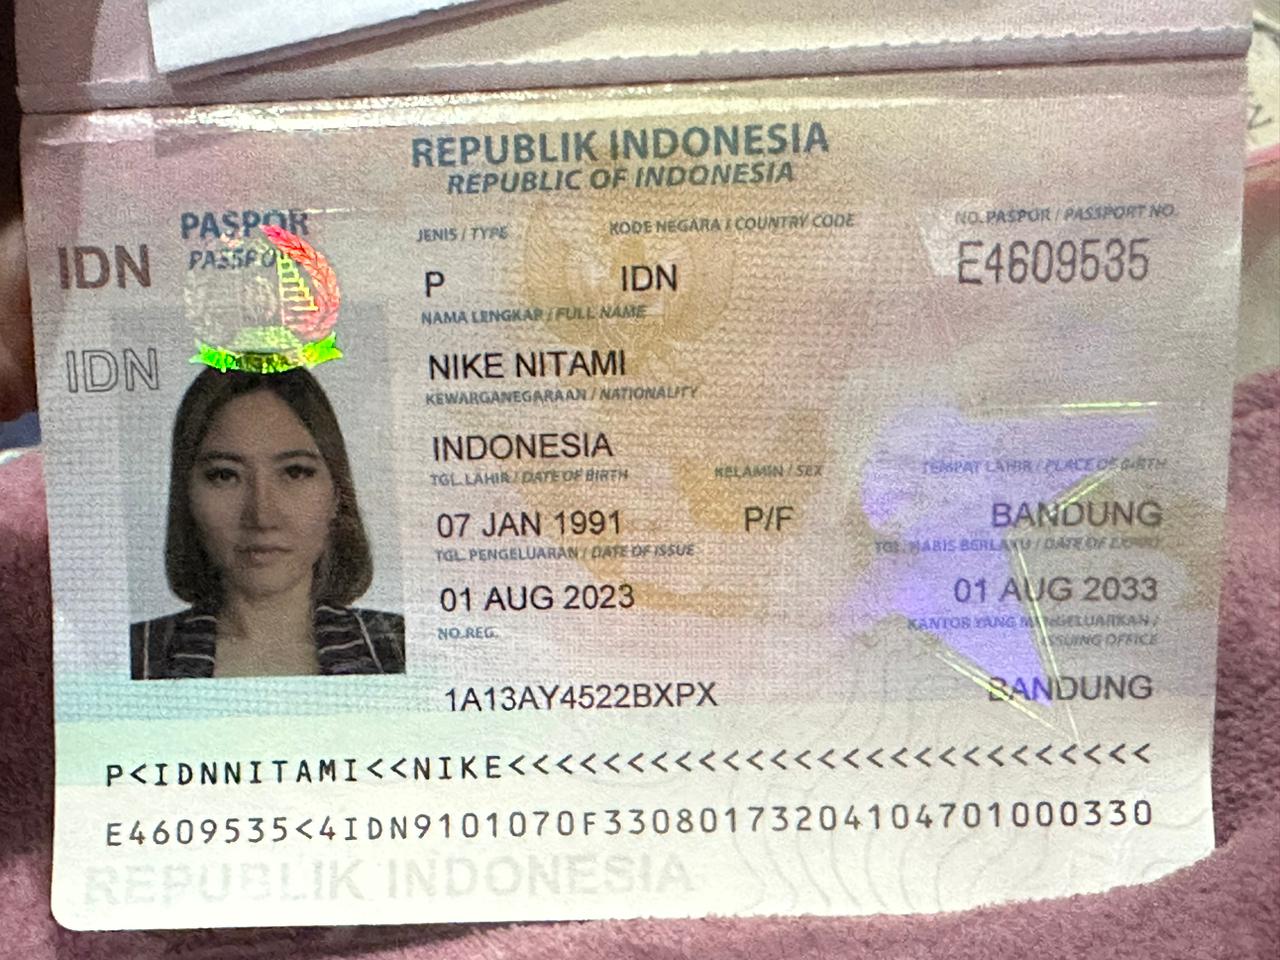 REPUBLIK INDONESIA
REPUBLIC OF INDONESIA
PASPOR
PASSPO
IDN
IDN
JENIS / TYPE
KODE NEGARA / COUNTRY CODE
NO. PASPOR / PASSPORT NO.
P
IDN
E4609535
NAMA LENGKAP / FULL NAME
NIKE NITAMI
KEWARGANEGARAAN / NATIONALITY
INDONESIA
TGL. LAHIR / DATE OF BIRTH
KELAMIN / SEX
TEMPAT LAHIR / PLACE OF BIRTH
07 JAN 1991
P/F
BANDUNG
TGL. PENGELUARAN / DATE OF ISSUE
TGL. HABIS BERLAKU / DATE OF EXPIRY
01 AUG 2023
01 AUG 2033
NO. REG.
KANTOR YANG MENGELUARKAN /
ISSUING OFFICE
1A13AY4522BXPX
BANDUNG
P<IDNNITAMI<<NIKE<<<<<<<<<<<<<<<<<<<<<<<<<<<
E4609535<4IDN9101070F33080173204104701000330
REPUBLIK INDONESIA